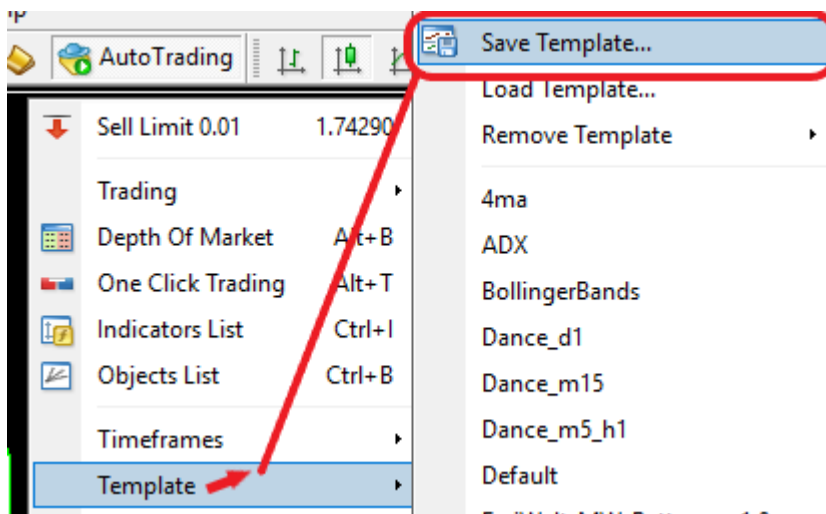 AutoTrading
Sell Limit 0.01 1.74290
Trading
Depth Of Market Alt+B
One Click Trading Alt+T
Indicators List Ctrl+I
Objects List Ctrl+B
Timeframes
Template
Save Template...
Load Template...
Remove Template
4ma
ADX
BollingerBands
Dance_d1
Dance_m15
Dance_m5_h1
Default